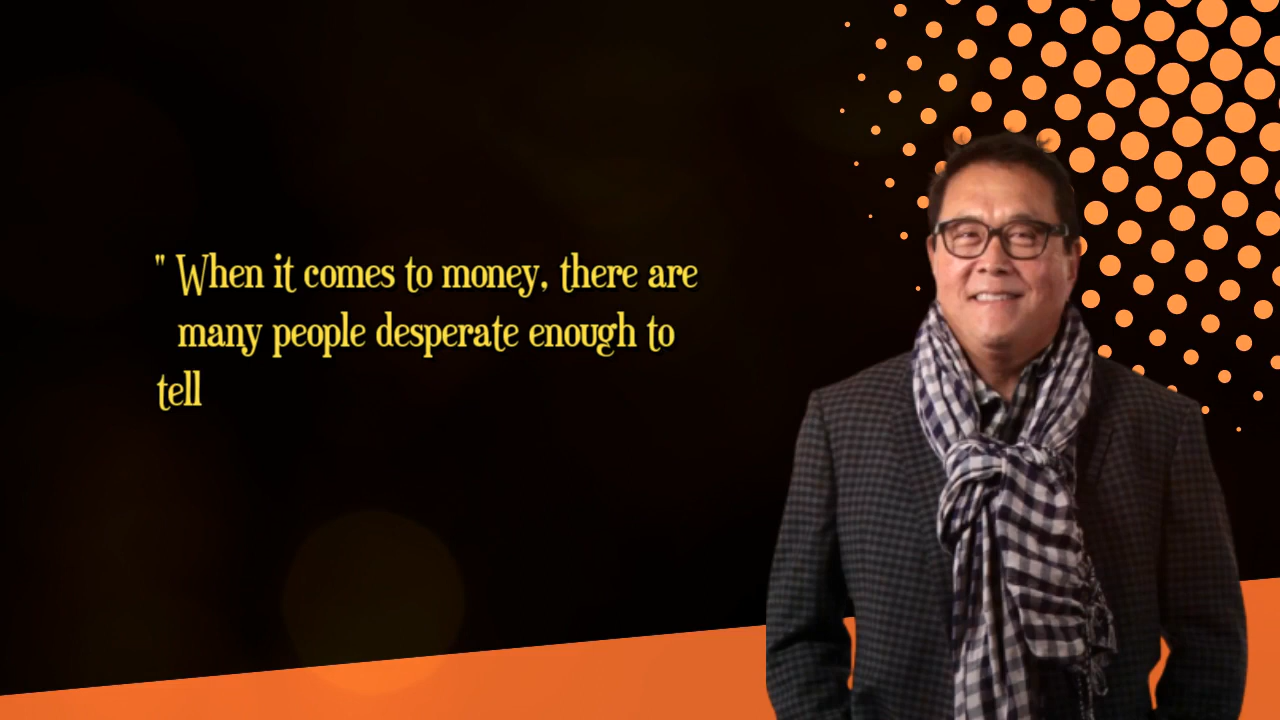 " When it comes to money, there are
many people desperate enough to
tell